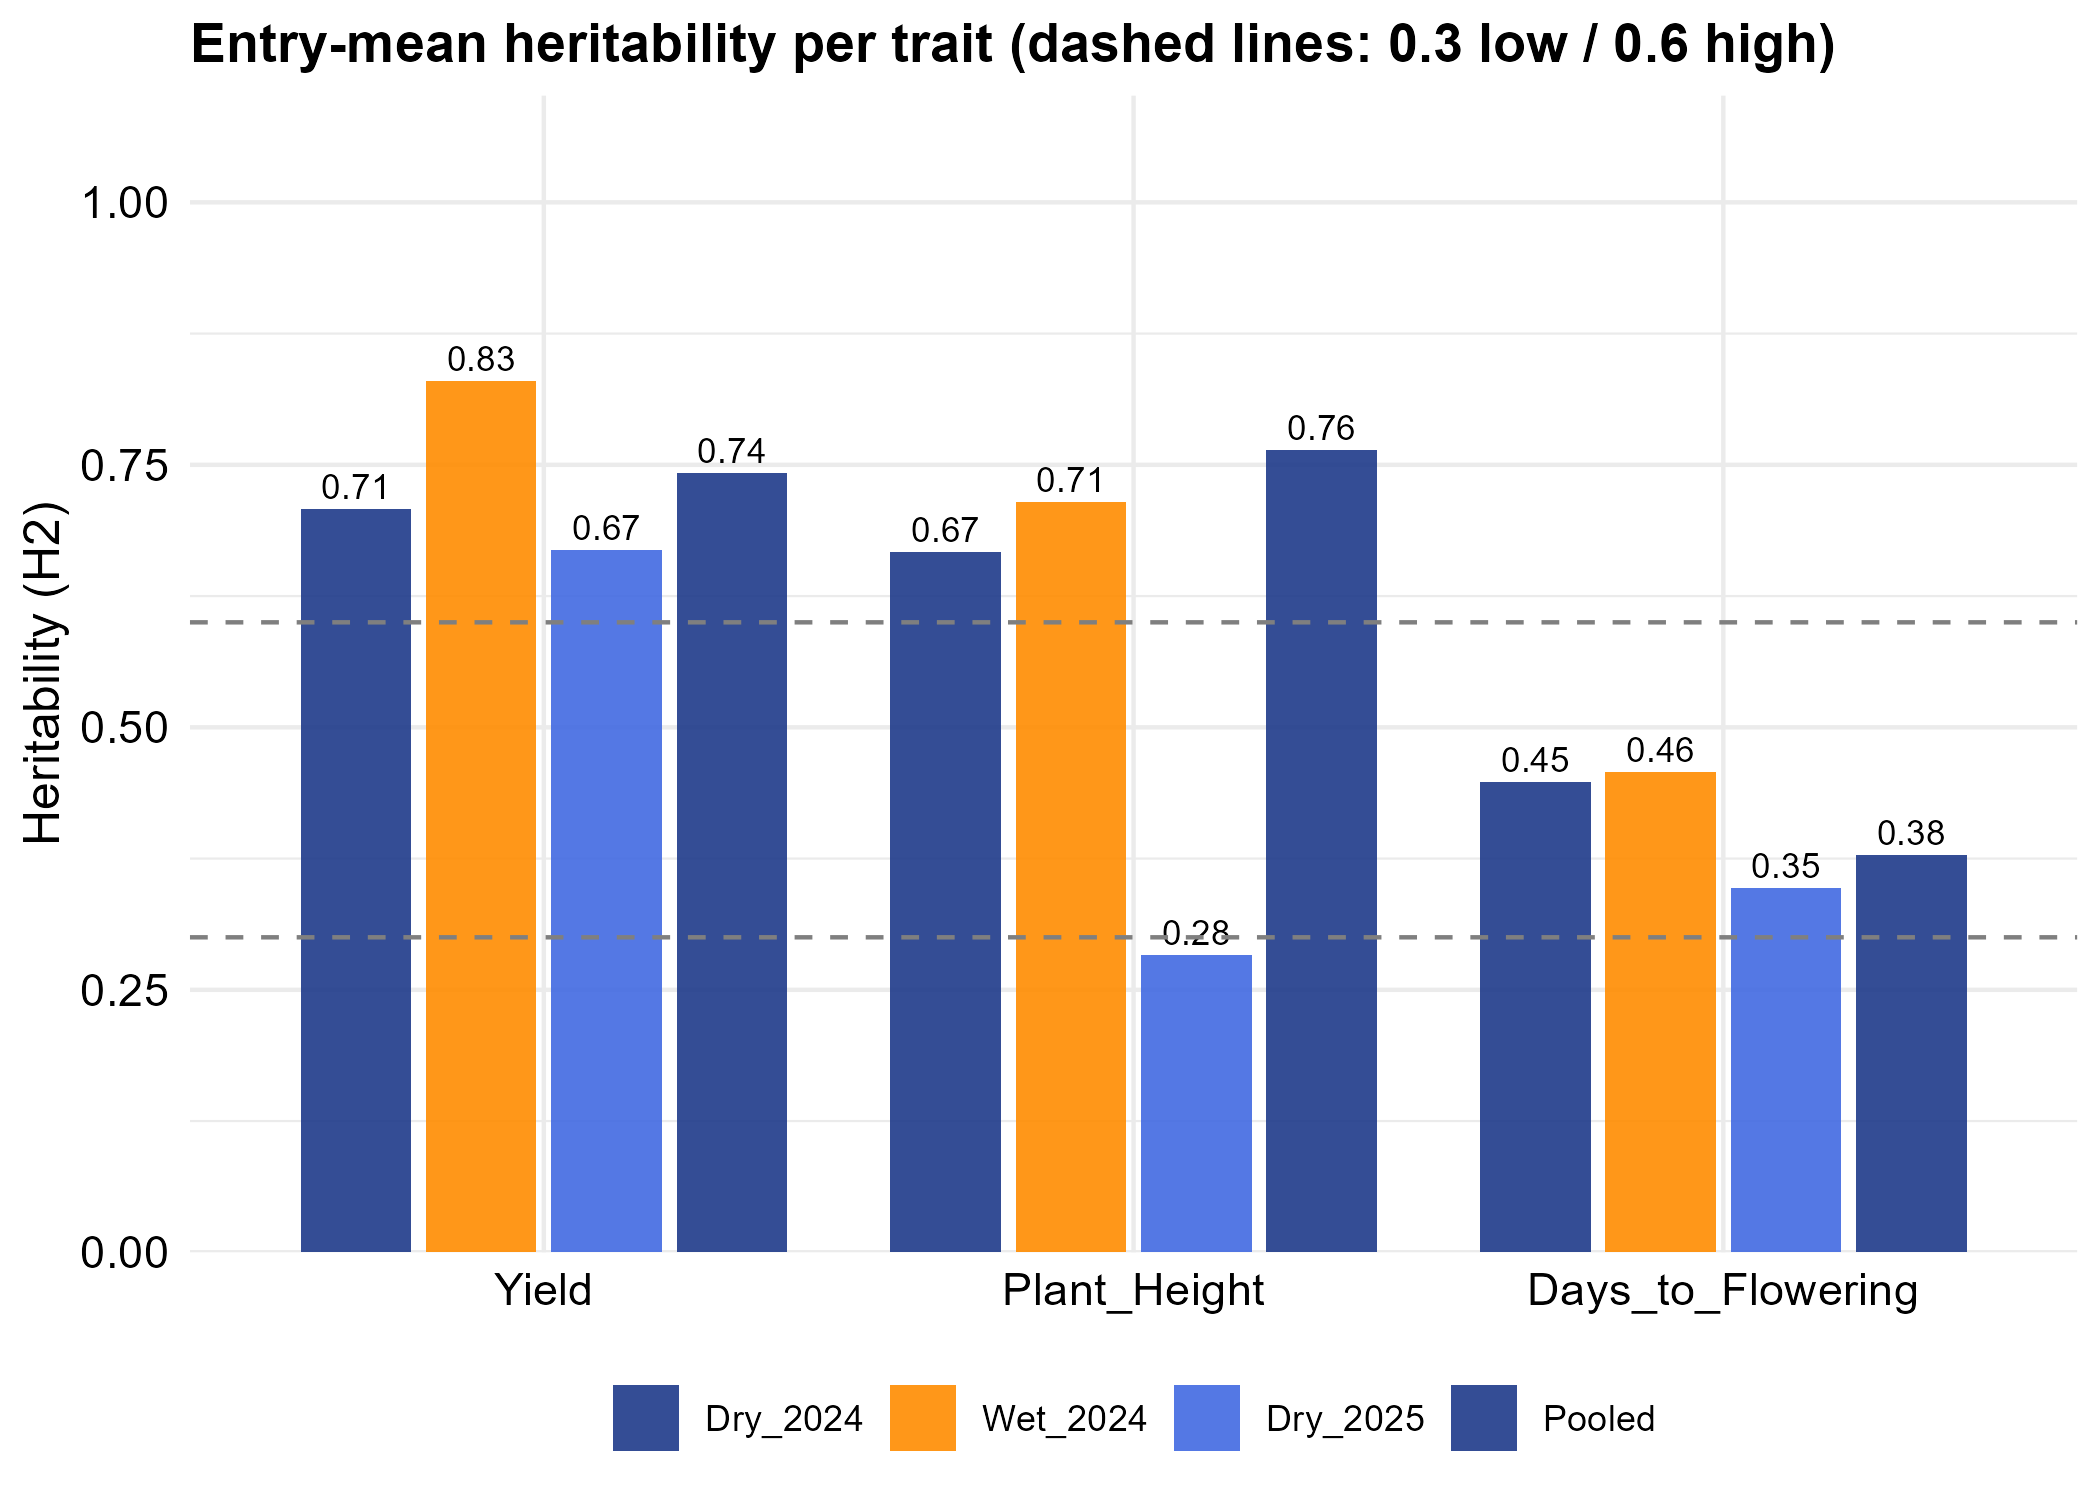 Entry-mean heritability per trait (dashed lines: 0.3 low / 0.6 high)
Heritability (H2)
1.00
0.75
0.50
0.25
0.00
0.71
0.83
0.67
0.74
0.67
0.71
0.28
0.76
0.45
0.46
0.35
0.38
Yield
Plant_Height
Days_to_Flowering
Dry_2024
Wet_2024
Dry_2025
Pooled